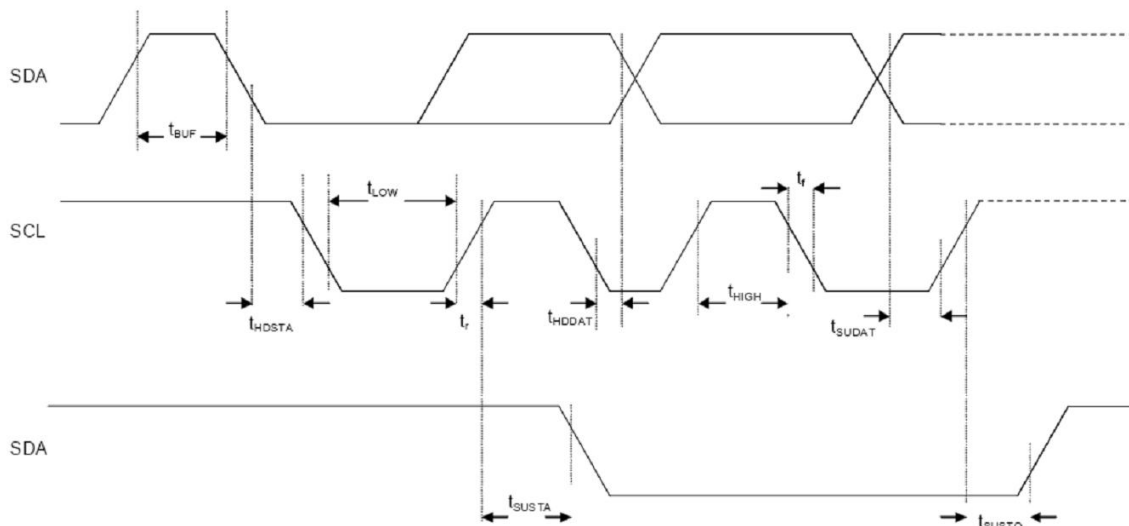 SDA
tBUF
tLOW
tf
SCL
tHDSTA
tr
tHDDAT
tHIGH
tSUDAT
SDA
tSUSTA
tSUSTO